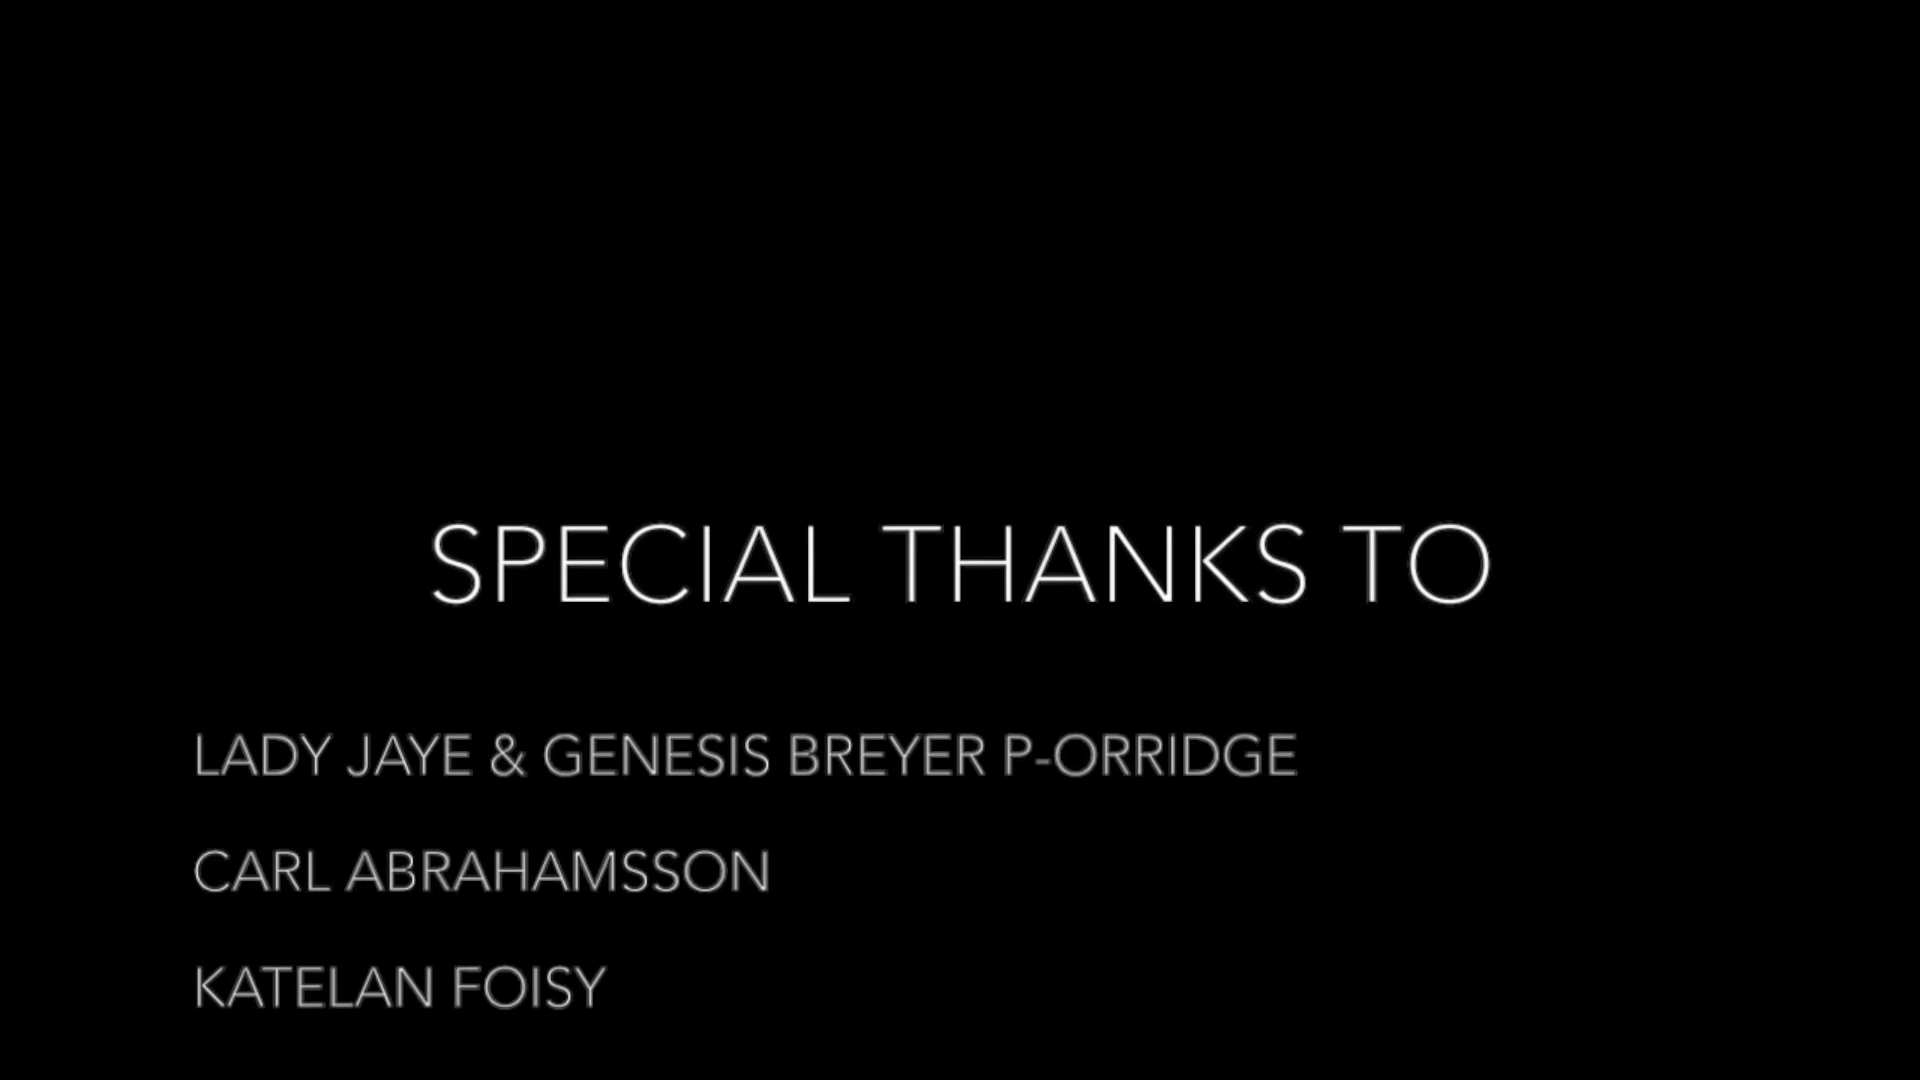 SPECIAL THANKS TO
LADY JAYE & GENESIS BREYER P-ORRIDGE
CARL ABRAHAMSSON
KATELAN FOISY